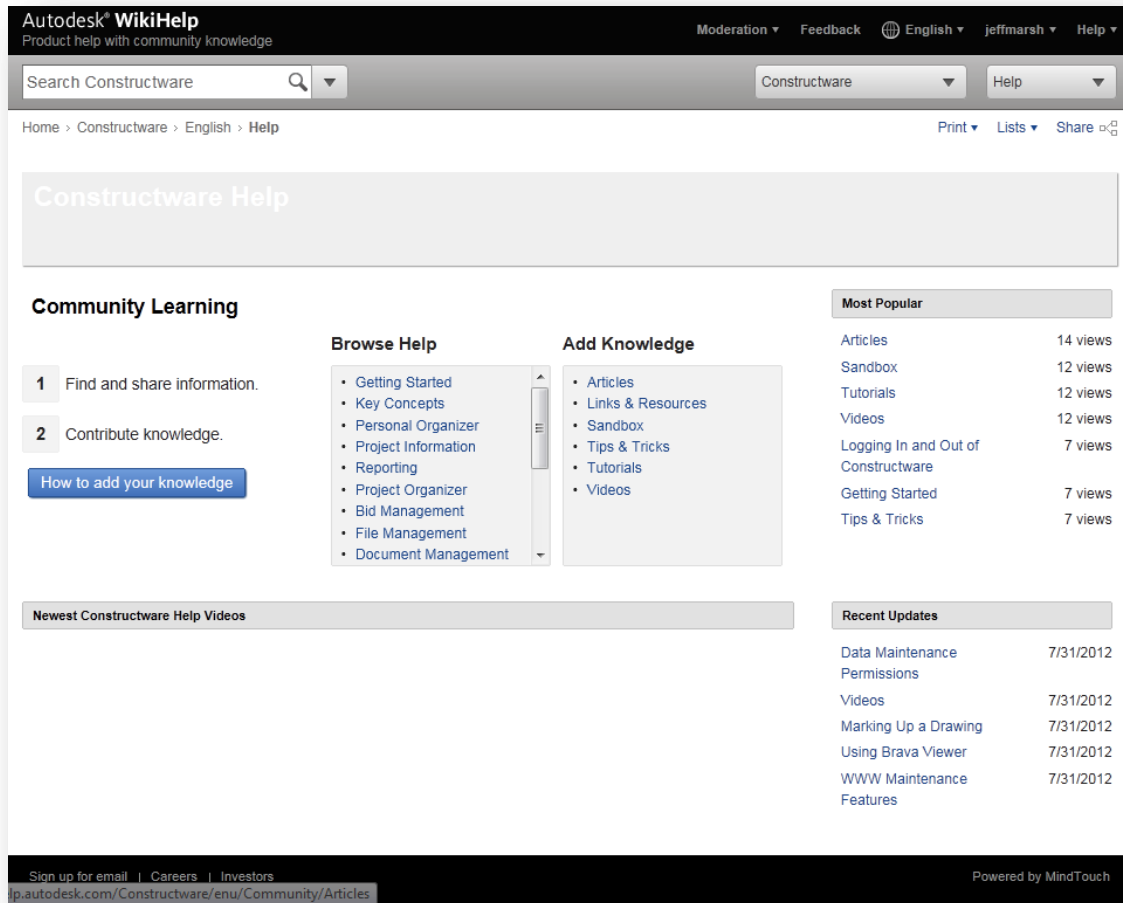 Autodesk® WikiHelp
Product help with community knowledge
Moderation ▾ Feedback English ▾ jeffmarsh ▾ Help ▾
Search Constructware
Constructware
Help
Home › Constructware › English › Help
Print ▾ Lists ▾ Share
Constructware Help
Community Learning
1 Find and share information.
2 Contribute knowledge.
How to add your knowledge
Browse Help
• Getting Started
• Key Concepts
• Personal Organizer
• Project Information
• Reporting
• Project Organizer
• Bid Management
• File Management
• Document Management
Add Knowledge
• Articles
• Links & Resources
• Sandbox
• Tips & Tricks
• Tutorials
• Videos
Most Popular
Articles 14 views
Sandbox 12 views
Tutorials 12 views
Videos 12 views
Logging In and Out of 7 views
Constructware
Getting Started 7 views
Tips & Tricks 7 views
Newest Constructware Help Videos
Recent Updates
Data Maintenance 7/31/2012
Permissions
Videos 7/31/2012
Marking Up a Drawing 7/31/2012
Using Brava Viewer 7/31/2012
WWW Maintenance 7/31/2012
Features
Sign up for email | Careers | Investors
Powered by MindTouch
lp.autodesk.com/Constructware/enu/Community/Articles